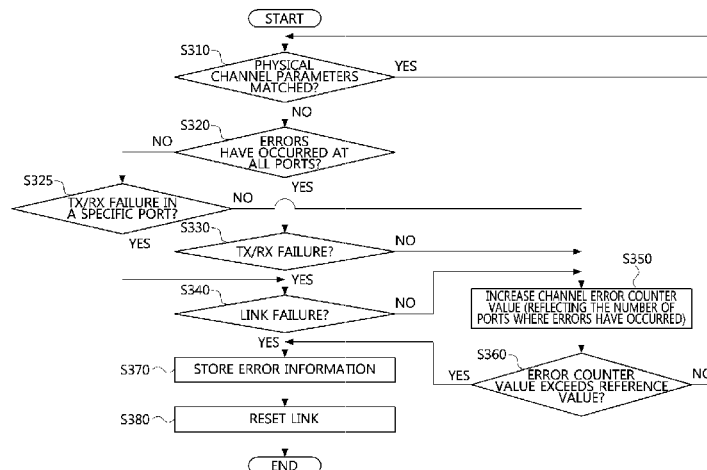 START
S310
PHYSICAL
CHANNEL PARAMETERS
MATCHED?
YES
NO
S320
ERRORS
HAVE OCCURRED AT
ALL PORTS?
NO
YES
S325
TX/RX FAILURE IN
A SPECIFIC PORT?
NO
YES
S330
TX/RX FAILURE?
NO
YES
S340
LINK FAILURE?
NO
YES
S350
INCREASE CHANNEL ERROR COUNTER
VALUE (REFLECTING THE NUMBER OF
PORTS WHERE ERRORS HAVE OCCURRED)
S360
ERROR COUNTER
VALUE EXCEEDS REFERENCE
VALUE?
YES
NO
S370
STORE ERROR INFORMATION
S380
RESET LINK
END